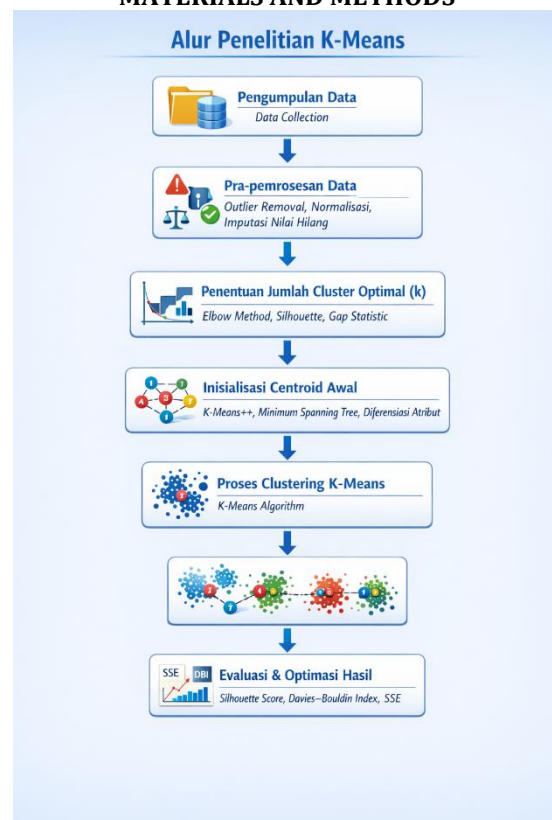 MATERIALS AND METHODS
Alur Penelitian K-Means
Pengumpulan Data
Data Collection
Pra-pemrosesan Data
Outlier Removal, Normalisasi,
Imputasi Nilai Hilang
Penentuan Jumlah Cluster Optimal (k)
Elbow Method, Silhouette, Gap Statistic
Inisialisasi Centroid Awal
K-Means++, Minimum Spanning Tree, Diferensiasi Atribut
Proses Clustering K-Means
K-Means Algorithm
SSE DBI
Evaluasi & Optimasi Hasil
Silhouette Score, Davies–Bouldin Index, SSE